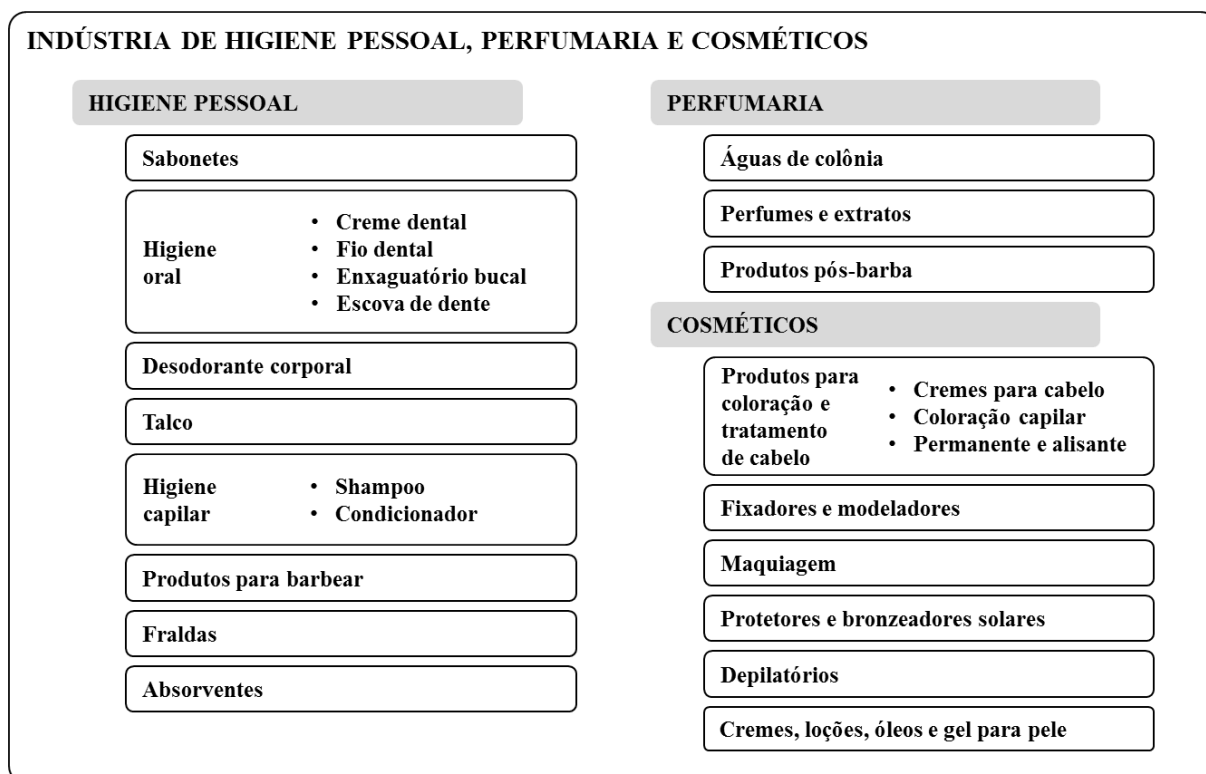 INDÚSTRIA DE HIGIENE PESSOAL, PERFUMARIA E COSMÉTICOS
HIGIENE PESSOAL
Sabonetes
Higiene
oral
• Creme dental
• Fio dental
• Enxaguatório bucal
• Escova de dente
Desodorante corporal
Talco
Higiene
capilar
• Shampoo
• Condicionador
Produtos para barbear
Fraldas
Absorventes
PERFUMARIA
Águas de colônia
Perfumes e extratos
Produtos pós-barba
COSMÉTICOS
Produtos para
coloração e
tratamento
de cabelo
• Cremes para cabelo
• Coloração capilar
• Permanente e alisante
Fixadores e modeladores
Maquiagem
Protetores e bronzeadores solares
Depilatórios
Cremes, loções, óleos e gel para pele